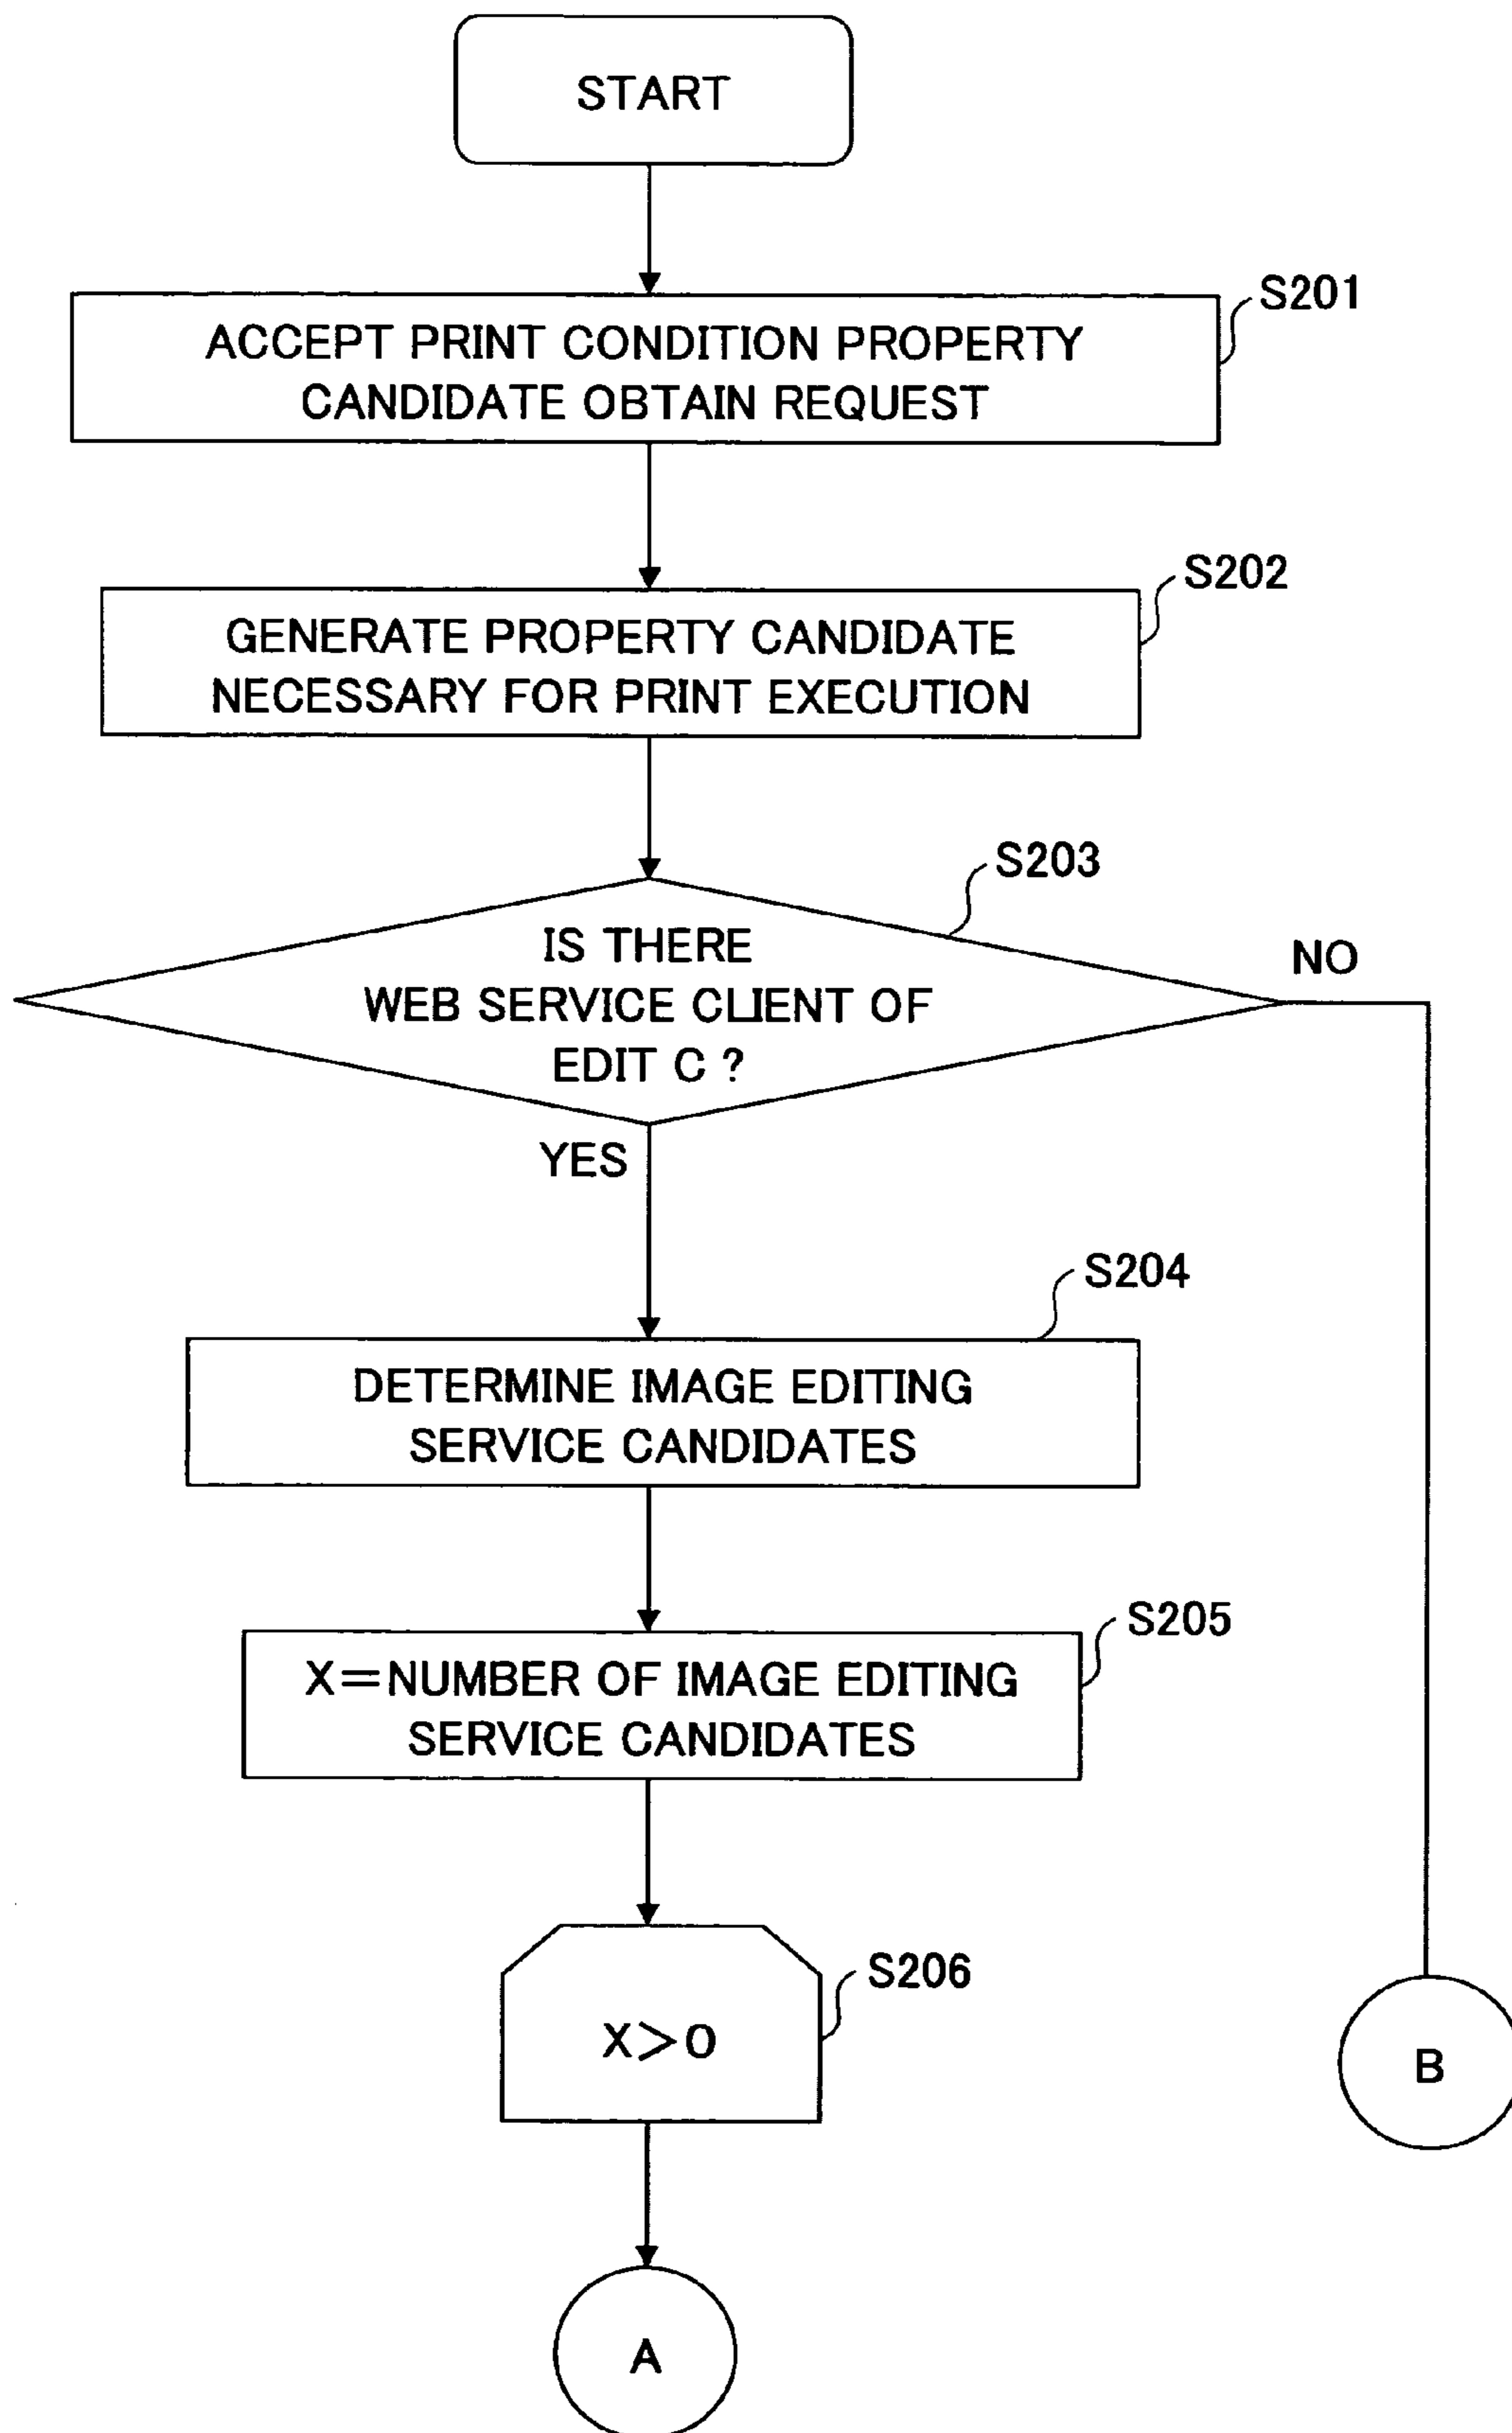 START
S201
ACCEPT PRINT CONDITION PROPERTY
CANDIDATE OBTAIN REQUEST
S202
GENERATE PROPERTY CANDIDATE
NECESSARY FOR PRINT EXECUTION
S203
IS THERE
WEB SERVICE CLIENT OF
EDIT C ?
NO
YES
S204
DETERMINE IMAGE EDITING
SERVICE CANDIDATES
S205
X=NUMBER OF IMAGE EDITING
SERVICE CANDIDATES
S206
X>0
B
A